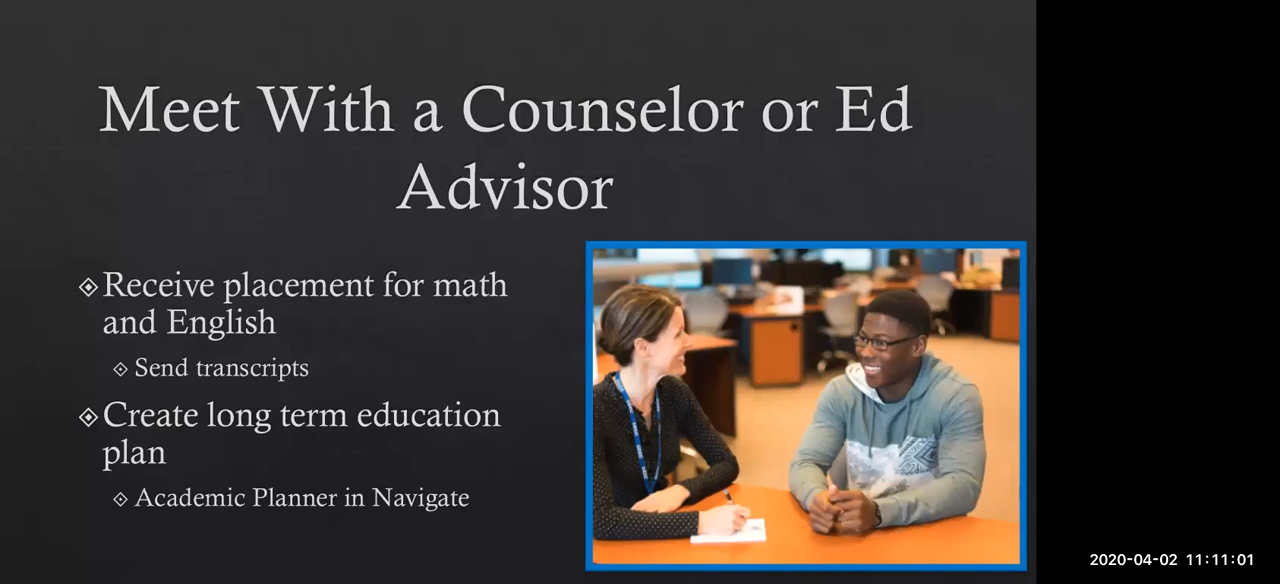 Meet With a Counselor or Ed
Advisor
Receive placement for math
and English
Send transcripts
Create long term education
plan
Academic Planner in Navigate
2020-04-02 11:11:01